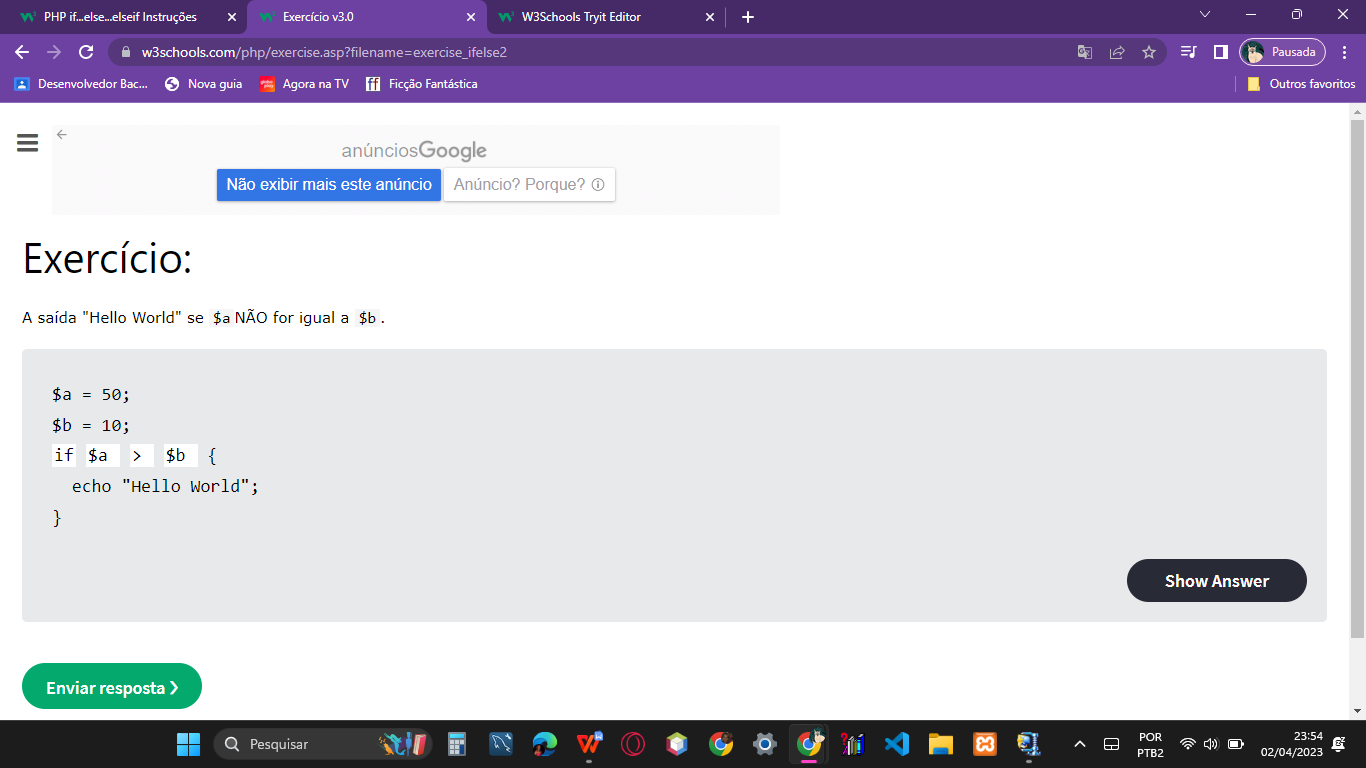 PHP if...else...elseif Instruções
Exercício v3.0
W3Schools Tryit Editor
w3schools.com/php/exercise.asp?filename=exercise_ifelse2
Pausada
Desenvolvedor Bac...
Nova guia
Agora na TV
Ficção Fantástica
Outros favoritos
anúnciosGoogle
Não exibir mais este anúncio
Anúncio? Porque?
Exercício:
A saída "Hello World" se $a NÃO for igual a $b.
$a = 50;
$b = 10;
if $a > $b {
echo "Hello World";
}
Show Answer
Enviar resposta ❯
Pesquisar
POR
PTB2
23:54
02/04/2023